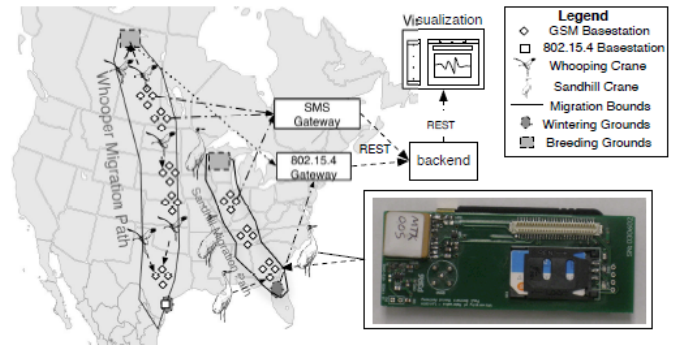 Visualization
Legend
GSM Basestation
802.15.4 Basestation
Whooping Crane
Sandhill Crane
Migration Bounds
Wintering Grounds
Breeding Grounds
Whooper Migration Path
SMS
Gateway
REST
REST
802.15.4
Gateway
backend
Sandhill Migration Path
MTX
005